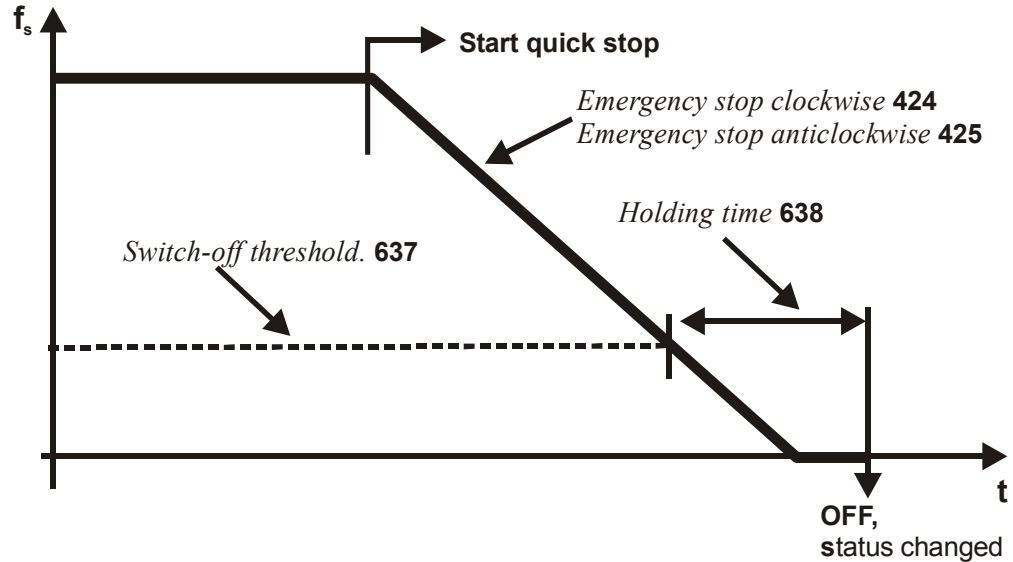 fs
Start quick stop
Emergency stop clockwise 424
Emergency stop anticlockwise 425
Holding time 638
Switch-off threshold. 637
t
OFF,
status changed